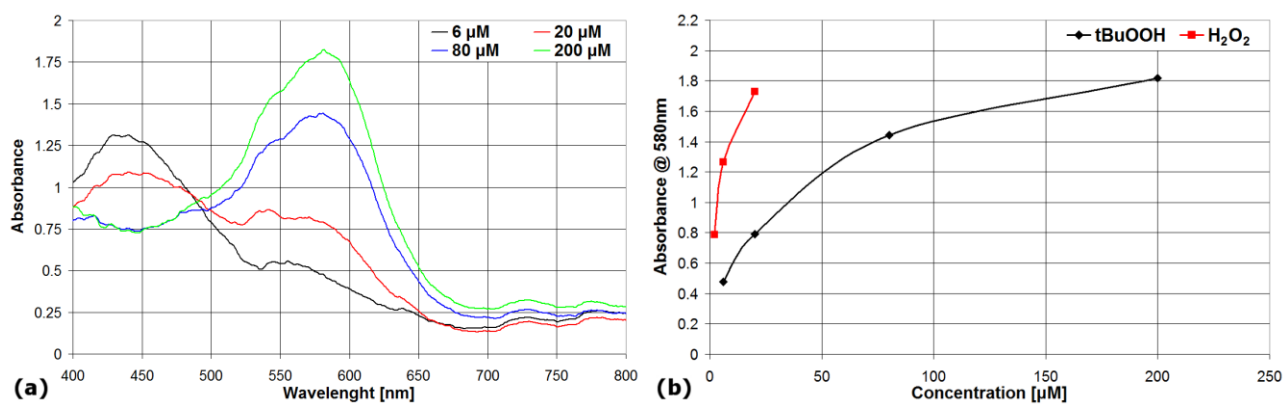 2
1.75
1.5
1.25
1
0.75
0.5
0.25
0
Absorbance
6 µM 20 µM
80 µM 200 µM
400 450 500 550 600 650 700 750 800
Wavelenght [nm]
(a)
2.2
2
1.8
1.6
1.4
1.2
1
0.8
0.6
0.4
0.2
0
Absorbance @ 580nm
tBuOOH H₂O₂
0 50 100 150 200 250
Concentration [µM]
(b)